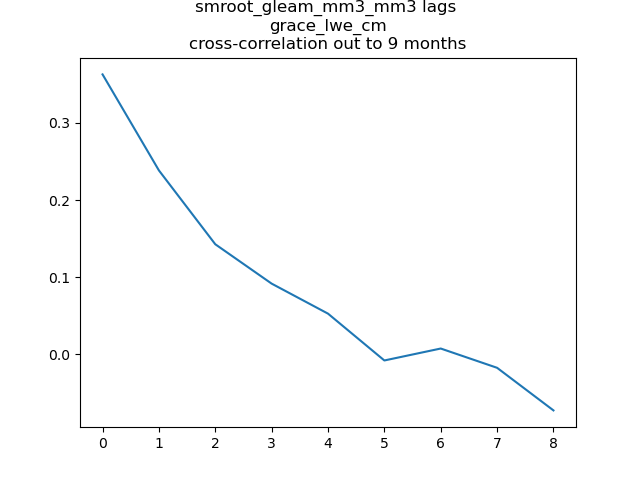 smroot_gleam_mm3_mm3 lags
grace_lwe_cm
cross-correlation out to 9 months
0.3
0.2
0.1
0.0
0 1 2 3 4 5 6 7 8